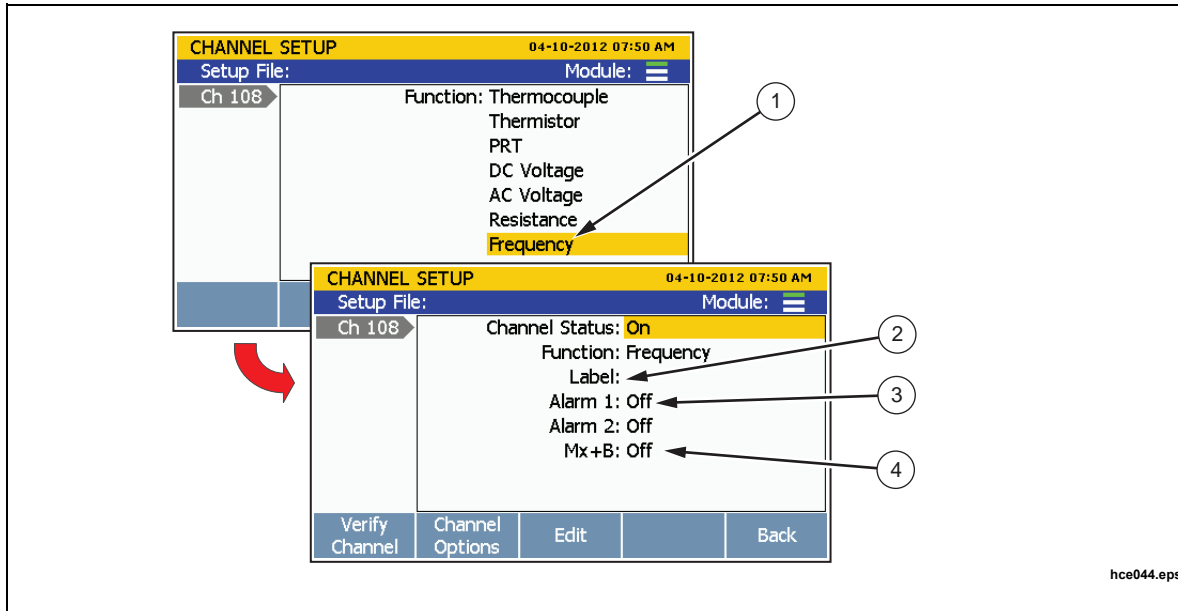 CHANNEL SETUP 04-10-2012 07:50 AM
Setup File: Module:
Ch 108
Function: Thermocouple
Thermistor
PRT
DC Voltage
AC Voltage
Resistance
Frequency
1
CHANNEL SETUP 04-10-2012 07:50 AM
Setup File: Module:
Ch 108
Channel Status: On
Function: Frequency
Label:
Alarm 1: Off
Alarm 2: Off
Mx+B: Off
2
3
4
Verify Channel
Channel Options
Edit
Back
hce044.eps